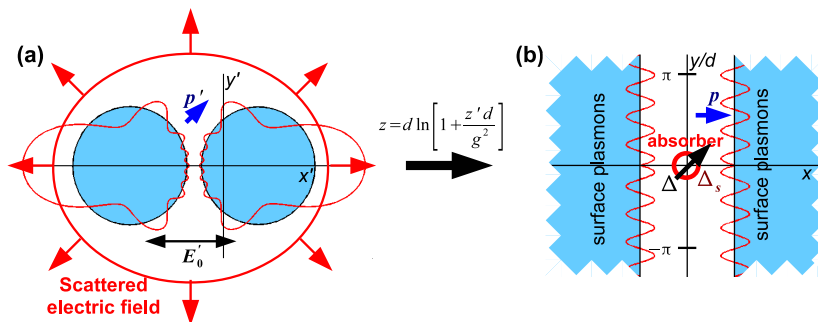 (a)
y'
p'
x'
E'₀
Scattered
electric field
z = d ln[1 + z'd/g²]
(b)
y/d
π
p
absorber
Δ
Δₛ
x
-π
surface plasmons
surface plasmons